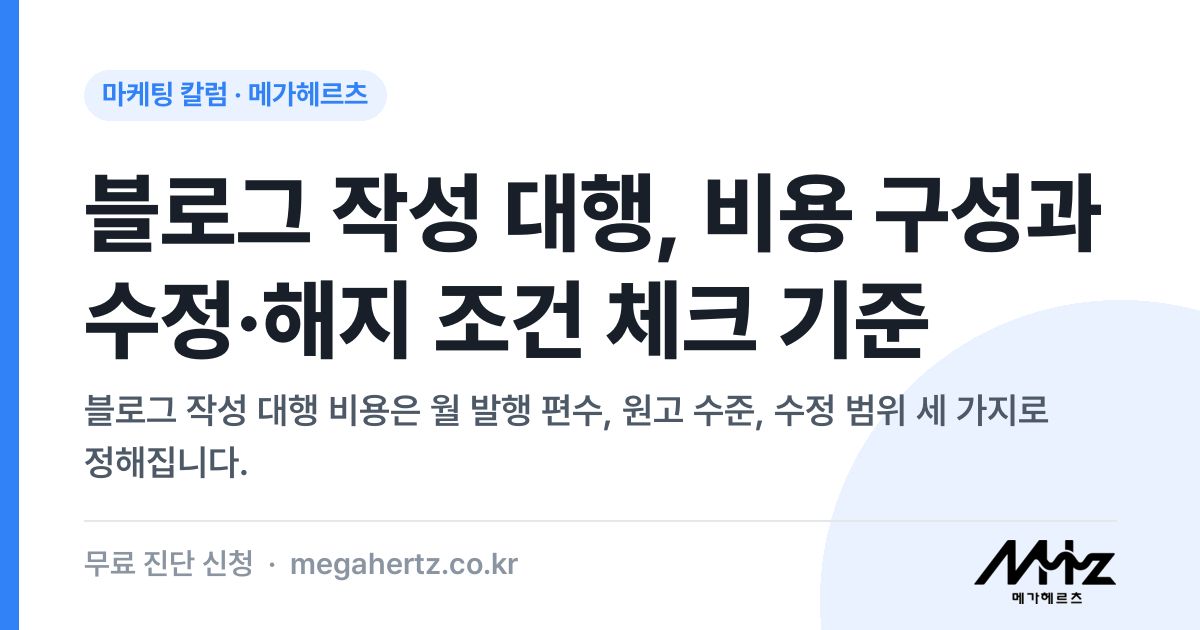 마케팅 칼럼 · 메가헤르츠
블로그 작성 대행, 비용 구성과
수정·해지 조건 체크 기준
블로그 작성 대행 비용은 월 발행 편수, 원고 수준, 수정 범위 세 가지로
정해집니다.
무료 진단 신청 · megahertz.co.kr
MHz
메가헤르츠